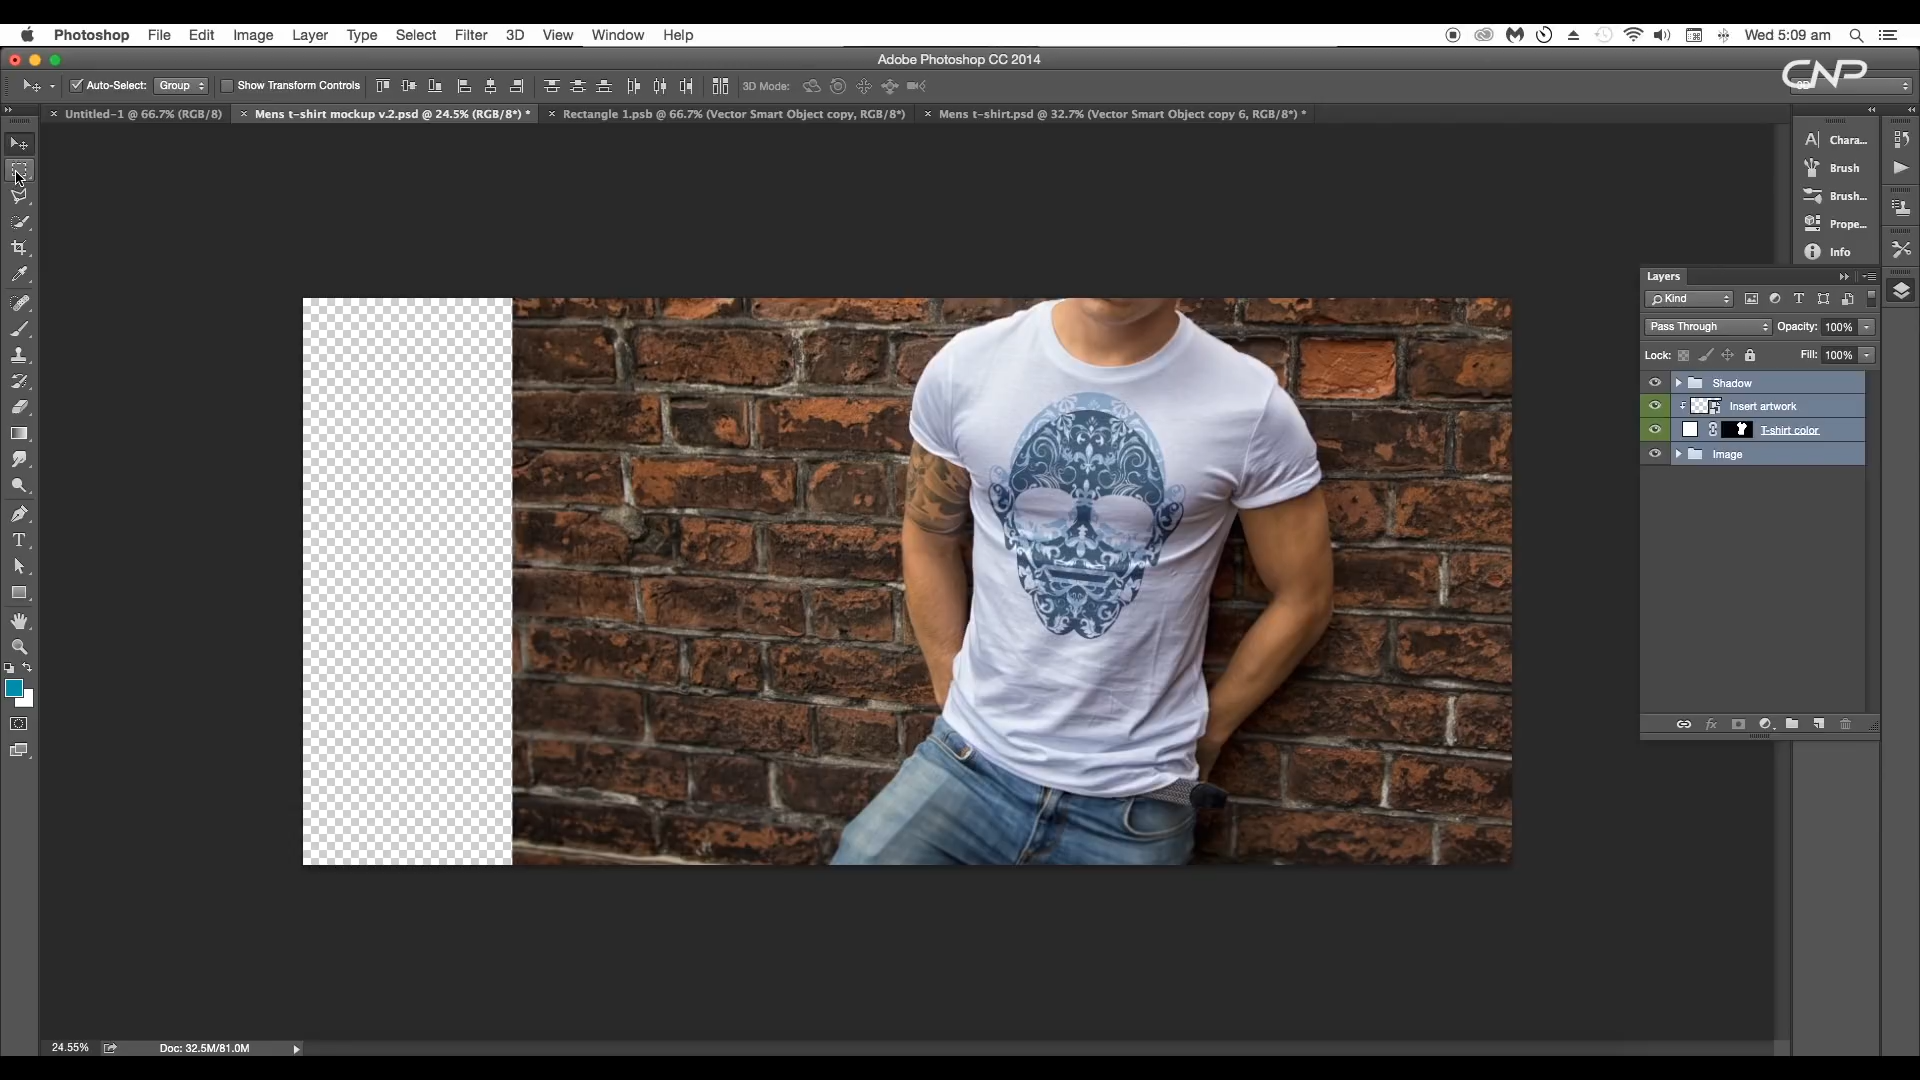 Photoshop File Edit Image Layer Type Select Filter 3D View Window Help Wed 5:09 am
Adobe Photoshop CC 2014
Auto-Select: Group Show Transform Controls 3D Mode:
CNP
Untitled-1 @ 66.7% (RGB/8) Mens t-shirt mockup v.2.psd @ 24.5% (RGB/8*) * Rectangle 1.psb @ 66.7% (Vector Smart Object copy, RGB/8*) Mens t-shirt.psd @ 32.7% (Vector Smart Object copy 6, RGB/8*) *
Chara...
Brush
Brush...
Prope...
Info
Layers
Kind
Pass Through Opacity: 100%
Lock: Fill: 100%
Shadow
Insert artwork
T-shirt color
Image
24.55% Doc: 32.5M/81.0M